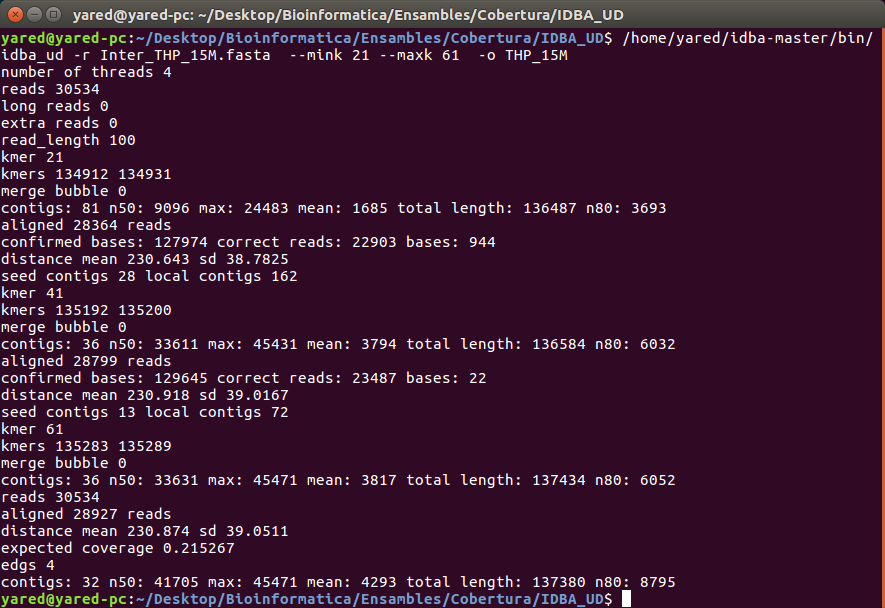 yared@yared-pc: ~/Desktop/Bioinformatica/Ensambles/Cobertura/IDBA_UD
yared@yared-pc:~/Desktop/Bioinformatica/Ensambles/Cobertura/IDBA_UD$ /home/yared/idba-master/bin/
idba_ud -r Inter_THP_15M.fasta  --mink 21 --maxk 61  -o THP_15M
number of threads 4
reads 30534
long reads 0
extra reads 0
read_length 100
kmer 21
kmers 134912 134931
merge bubble 0
contigs: 81 n50: 9096 max: 24483 mean: 1685 total length: 136487 n80: 3693
aligned 28364 reads
confirmed bases: 127974 correct reads: 22903 bases: 944
distance mean 230.643 sd 38.7825
seed contigs 28 local contigs 162
kmer 41
kmers 135192 135200
merge bubble 0
contigs: 36 n50: 33611 max: 45431 mean: 3794 total length: 136584 n80: 6032
aligned 28799 reads
confirmed bases: 129645 correct reads: 23487 bases: 22
distance mean 230.918 sd 39.0167
seed contigs 13 local contigs 72
kmer 61
kmers 135283 135289
merge bubble 0
contigs: 36 n50: 33631 max: 45471 mean: 3817 total length: 137434 n80: 6052
reads 30534
aligned 28927 reads
distance mean 230.874 sd 39.0511
expected coverage 0.215267
edgs 4
contigs: 32 n50: 41705 max: 45471 mean: 4293 total length: 137380 n80: 8795
yared@yared-pc:~/Desktop/Bioinformatica/Ensambles/Cobertura/IDBA_UD$